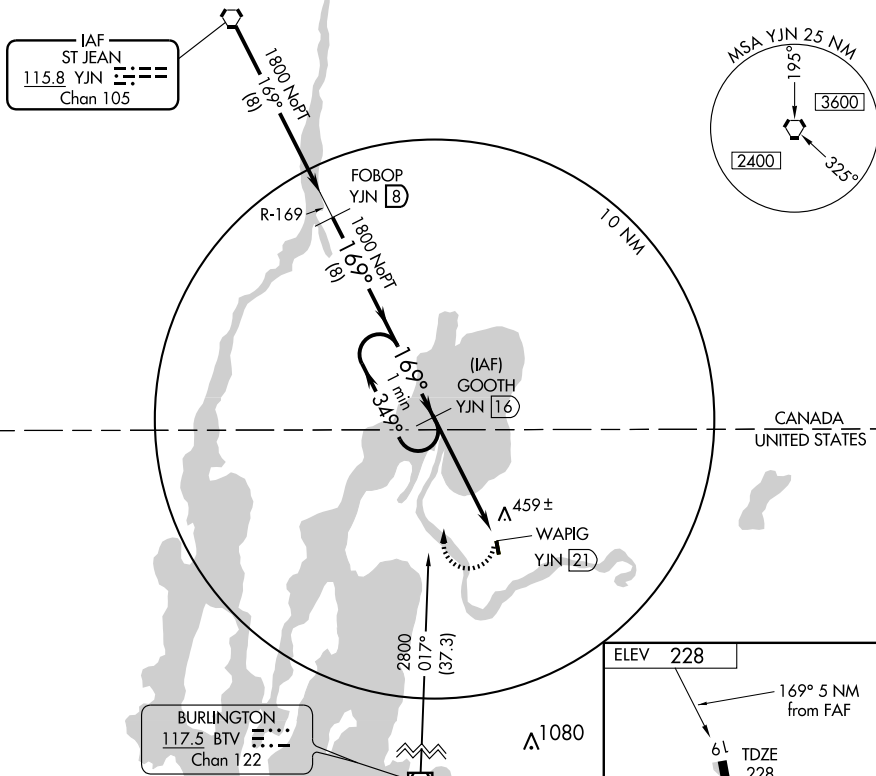 IAF
ST JEAN
115.8 YJN
Chan 105
1800 NoPT
169°
(8)
MSA YJN 25 NM
195°
3600
2400
325°
FOBOP
YJN 8
R-169
10 NM
1800 NoPT
169°
(8)
169°
1 min
349°
(IAF)
GOOTH
YJN 16
CANADA
UNITED STATES
459 ±
WAPIG
YJN 21
2800
017°
(37.3)
BURLINGTON
117.5 BTV
Chan 122
1080
ELEV 228
169° 5 NM
from FAF
19
TDZE
228